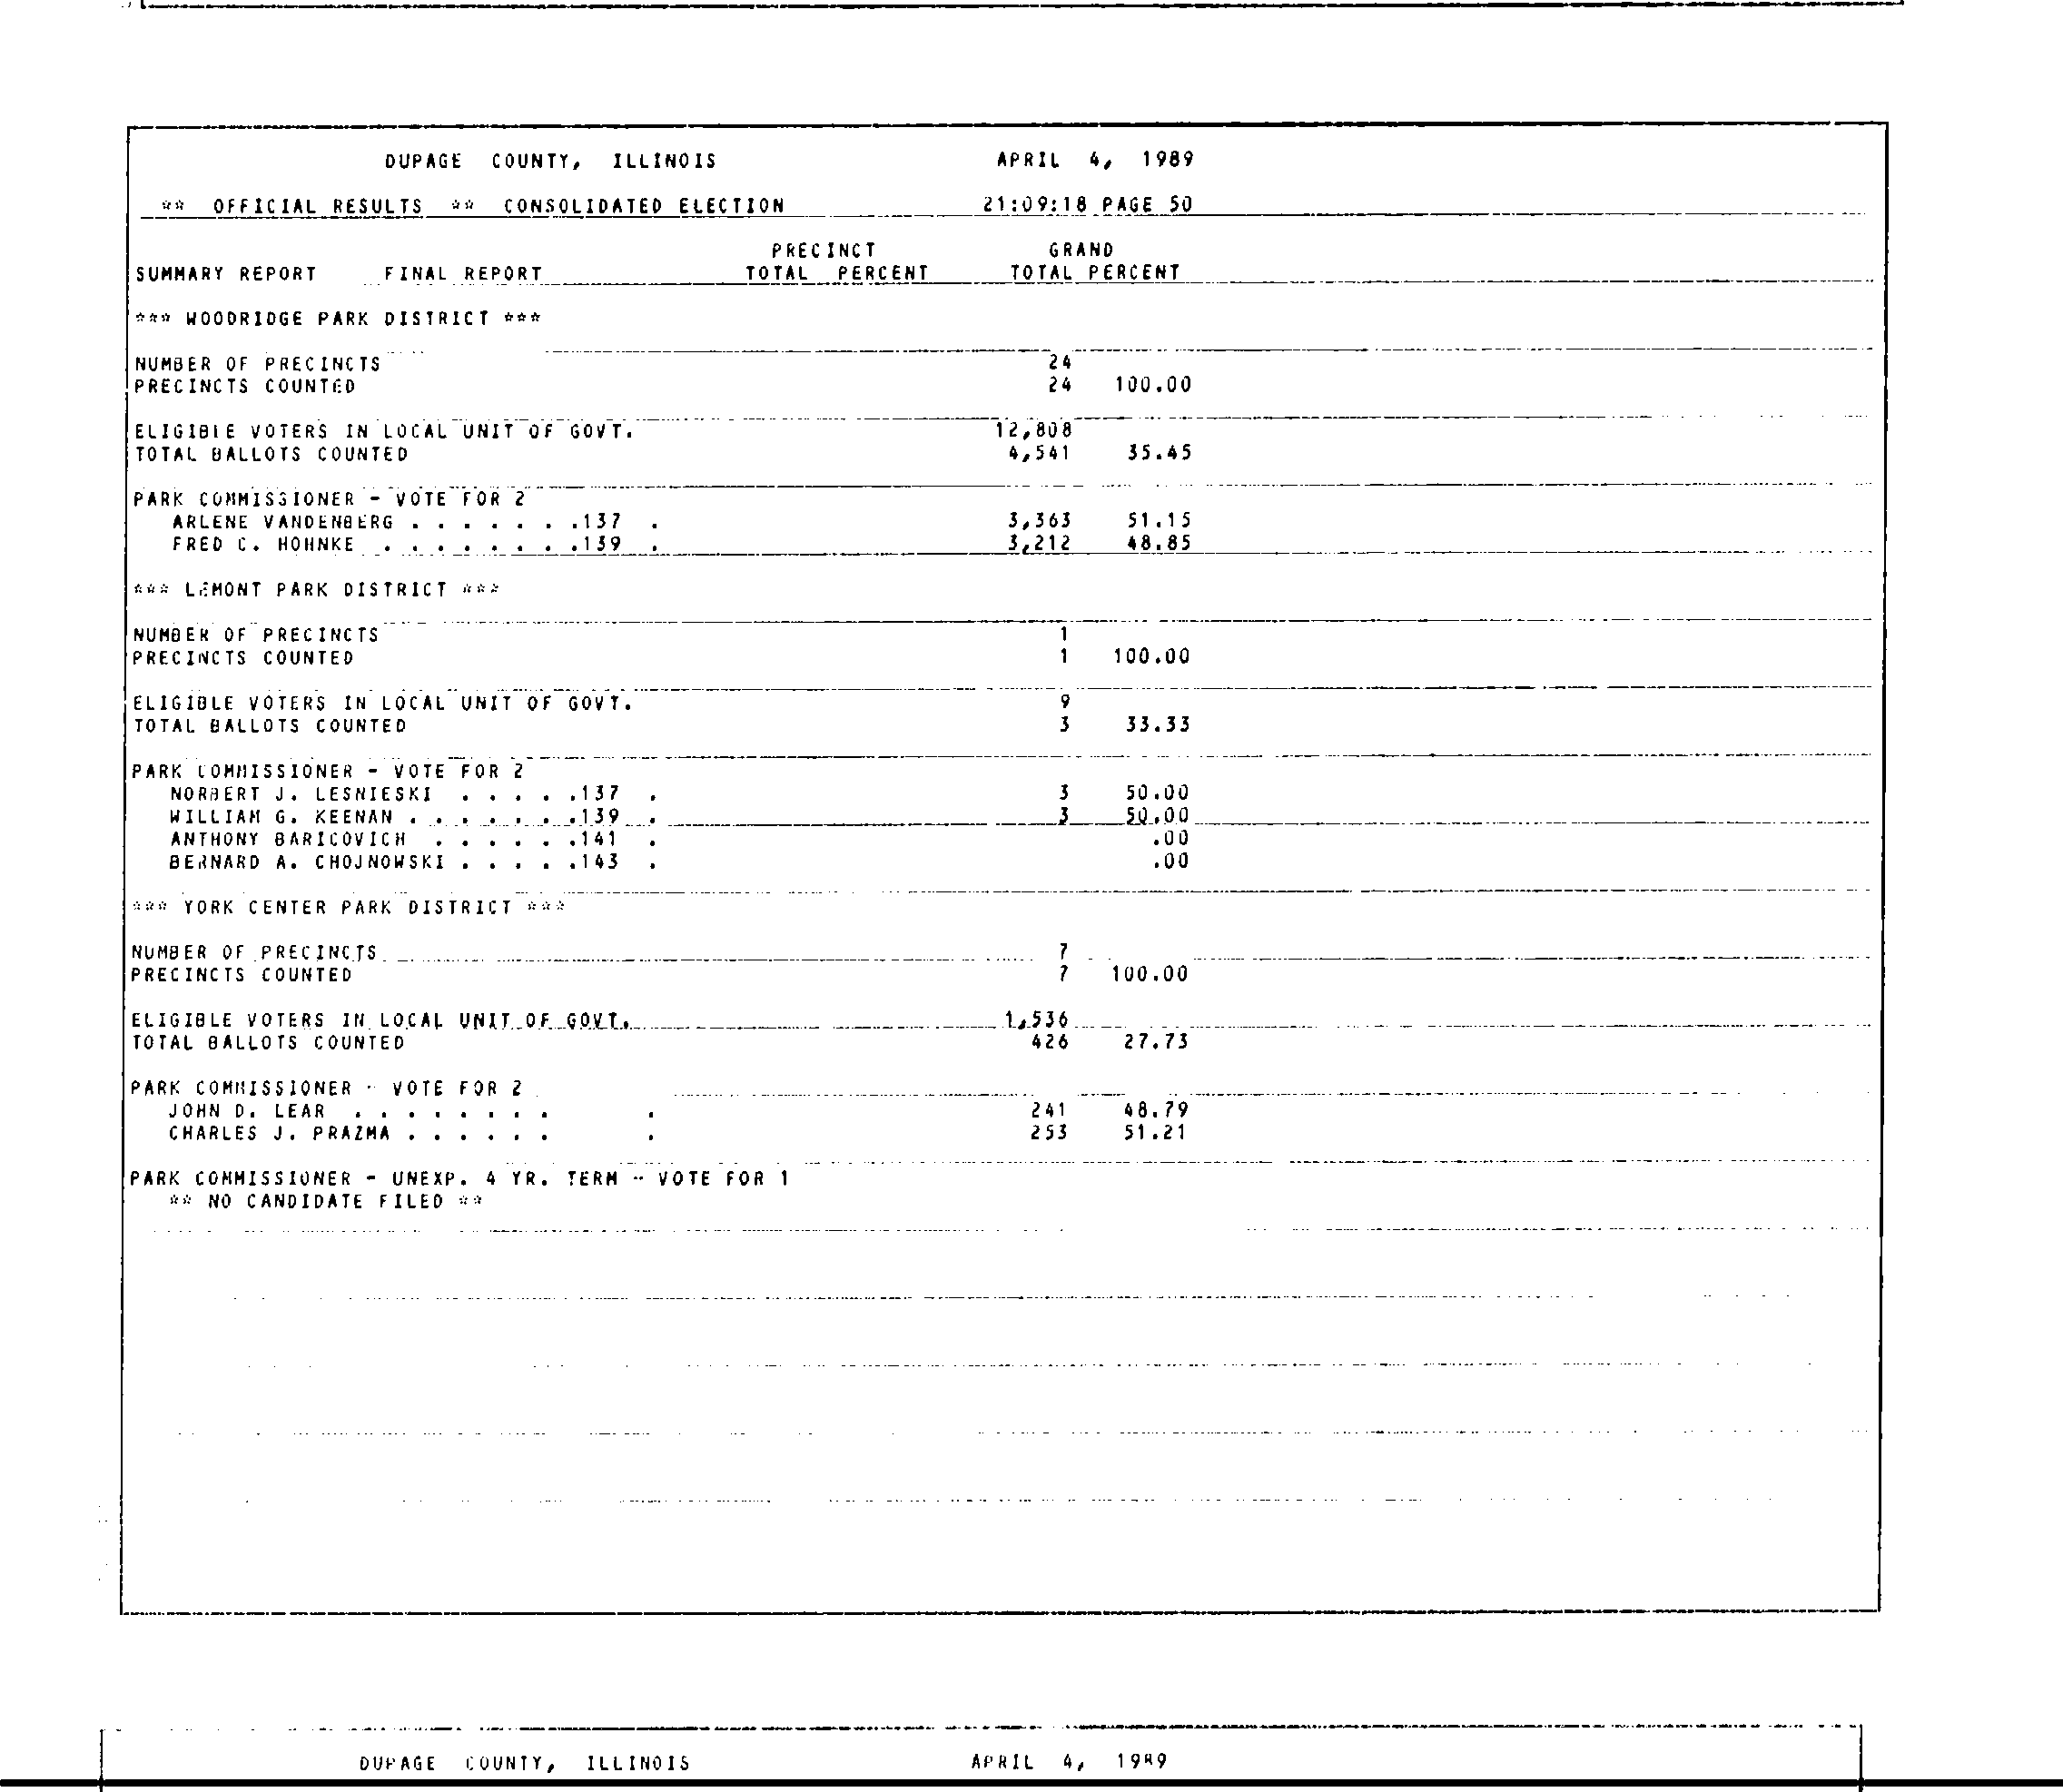 DUPAGE COUNTY, ILLINOIS APRIL 4, 1989
** OFFICIAL RESULTS ** CONSOLIDATED ELECTION 21:09:18 PAGE 50
PRECINCT GRAND
SUMMARY REPORT FINAL REPORT TOTAL PERCENT TOTAL PERCENT
*** WOODRIDGE PARK DISTRICT ***
NUMBER OF PRECINCTS 24
PRECINCTS COUNTED 24 100.00
ELIGIBLE VOTERS IN LOCAL UNIT OF GOVT. 12,808
TOTAL BALLOTS COUNTED 4,541 35.45
PARK COMMISSIONER - VOTE FOR 2
ARLENE VANDENBERG . . . . . . .137 . 3,363 51.15
FRED C. HOHNKE . . . . . . . .139 . 3,212 48.85
*** LEMONT PARK DISTRICT ***
NUMBER OF PRECINCTS 1
PRECINCTS COUNTED 1 100.00
ELIGIBLE VOTERS IN LOCAL UNIT OF GOVT. 9
TOTAL BALLOTS COUNTED 3 33.33
PARK COMMISSIONER - VOTE FOR 2
NORBERT J. LESNIESKI . . . . .137 . 3 50.00
WILLIAM G. KEENAN . . . . . . .139 . 3 50.00
ANTHONY BARICOVICH . . . . . .141 . .00
BERNARD A. CHOJNOWSKI . . . . .143 . .00
*** YORK CENTER PARK DISTRICT ***
NUMBER OF PRECINCTS 7
PRECINCTS COUNTED 7 100.00
ELIGIBLE VOTERS IN LOCAL UNIT OF GOVT. 1,536
TOTAL BALLOTS COUNTED 426 27.73
PARK COMMISSIONER - VOTE FOR 2
JOHN D. LEAR . . . . . . . . . 241 48.79
CHARLES J. PRAZMA . . . . . . . 253 51.21
PARK COMMISSIONER - UNEXP. 4 YR. TERM - VOTE FOR 1
** NO CANDIDATE FILED **
DUPAGE COUNTY, ILLINOIS APRIL 4, 1989